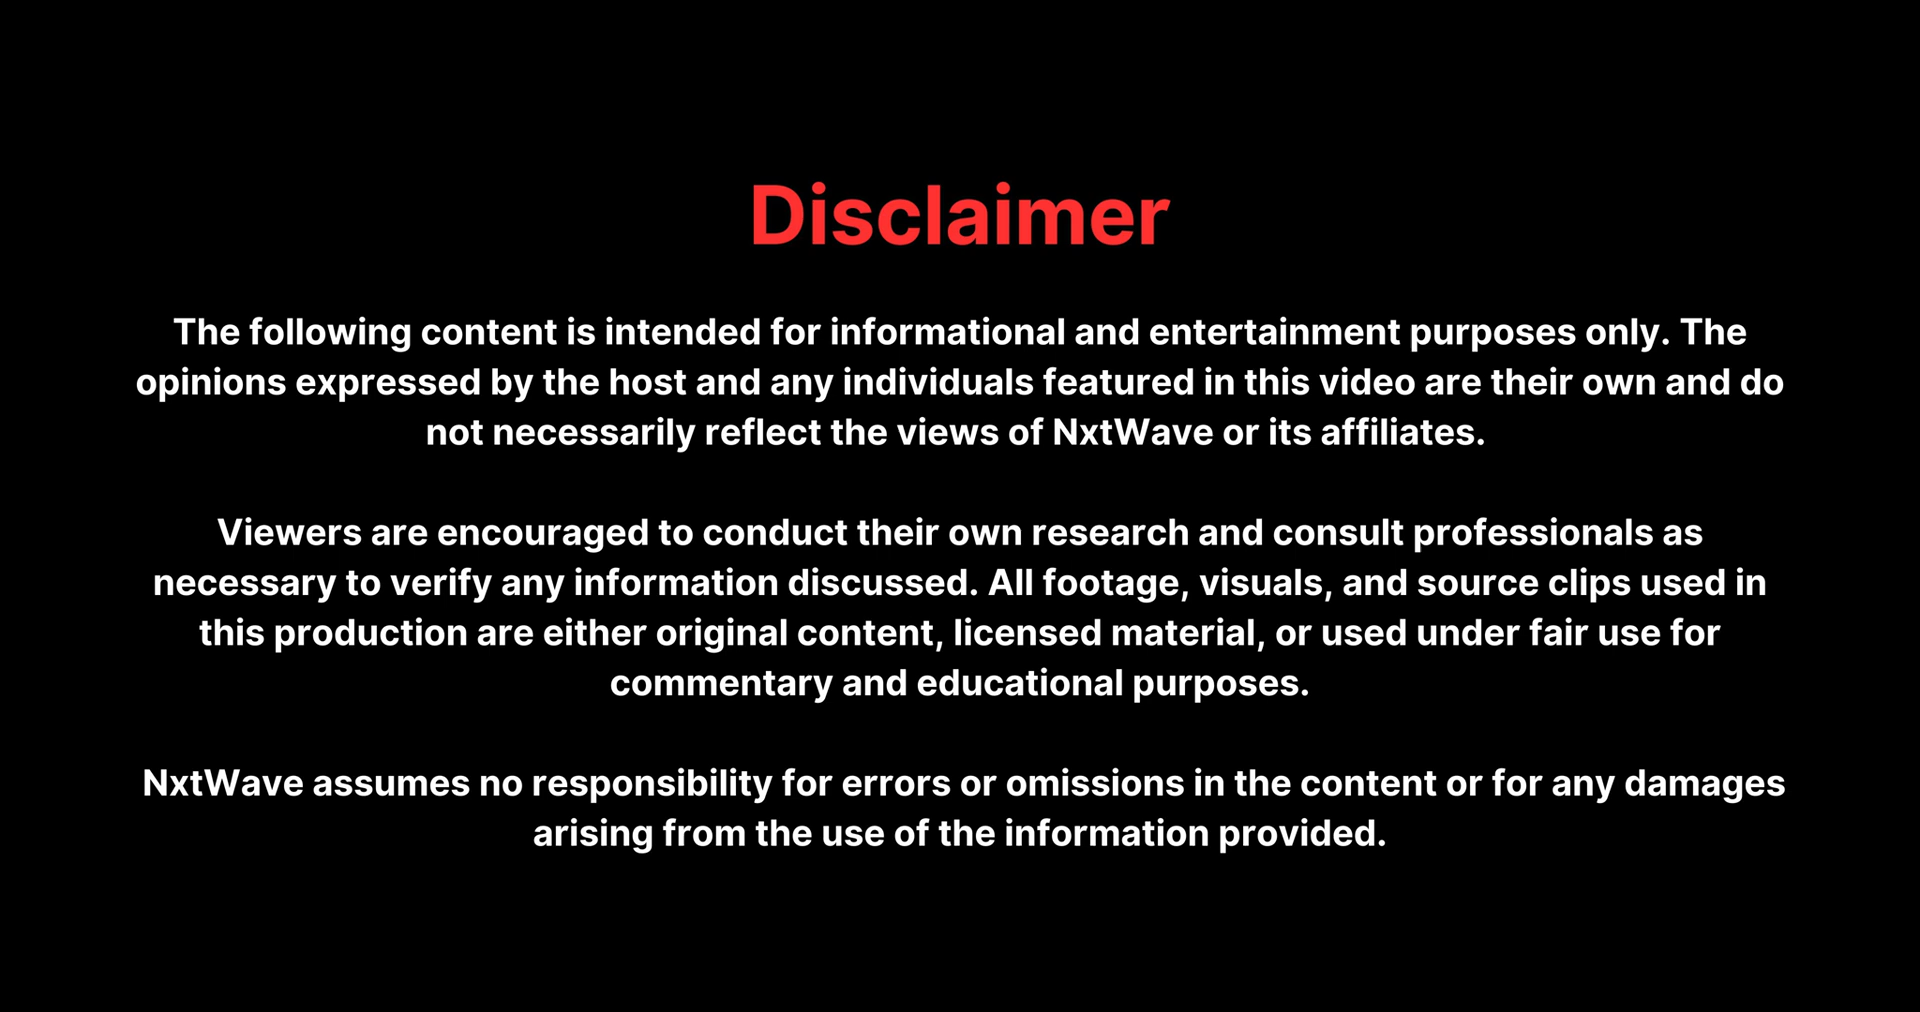 Disclaimer
The following content is intended for informational and entertainment purposes only. The
opinions expressed by the host and any individuals featured in this video are their own and do
not necessarily reflect the views of NxtWave or its affiliates.
Viewers are encouraged to conduct their own research and consult professionals as
necessary to verify any information discussed. All footage, visuals, and source clips used in
this production are either original content, licensed material, or used under fair use for
commentary and educational purposes.
NxtWave assumes no responsibility for errors or omissions in the content or for any damages
arising from the use of the information provided.